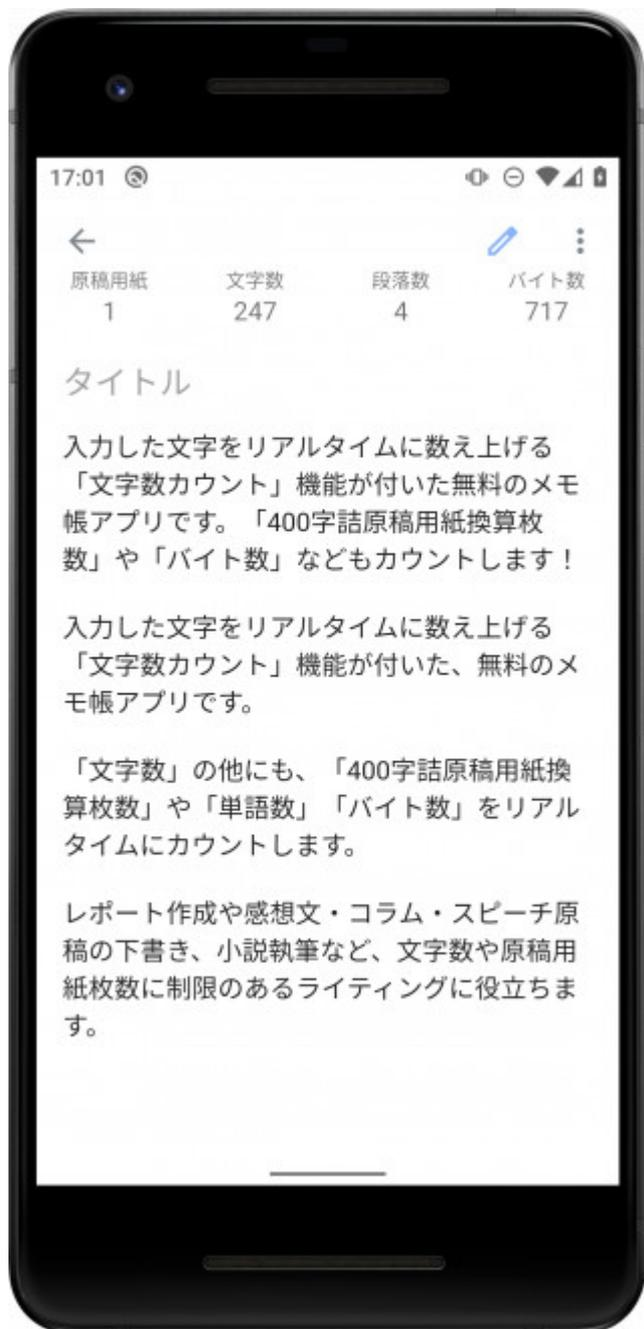 17:01
原稿用紙 文字数 段落数 バイト数
1 247 4 717
タイトル
入力した文字をリアルタイムに数え上げる
「文字数カウント」機能が付いた無料のメモ
帳アプリです。「400字詰原稿用紙換算枚
数」や「バイト数」などもカウントします！
入力した文字をリアルタイムに数え上げる
「文字数カウント」機能が付いた、無料のメ
モ帳アプリです。
「文字数」の他にも、「400字詰原稿用紙換
算枚数」や「単語数」「バイト数」をリアル
タイムにカウントします。
レポート作成や感想文・コラム・スピーチ原
稿の下書き、小説執筆など、文字数や原稿用
紙枚数に制限のあるライティングに役立ちま
す。